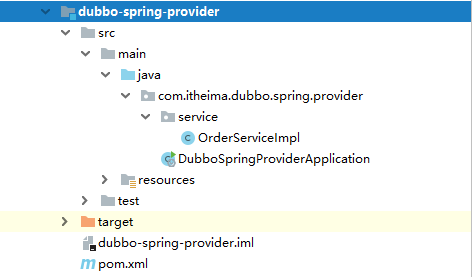 dubbo-spring-provider
src
main
java
com.itheima.dubbo.spring.provider
service
OrderServiceImpl
DubboSpringProviderApplication
resources
test
target
dubbo-spring-provider.iml
pom.xml